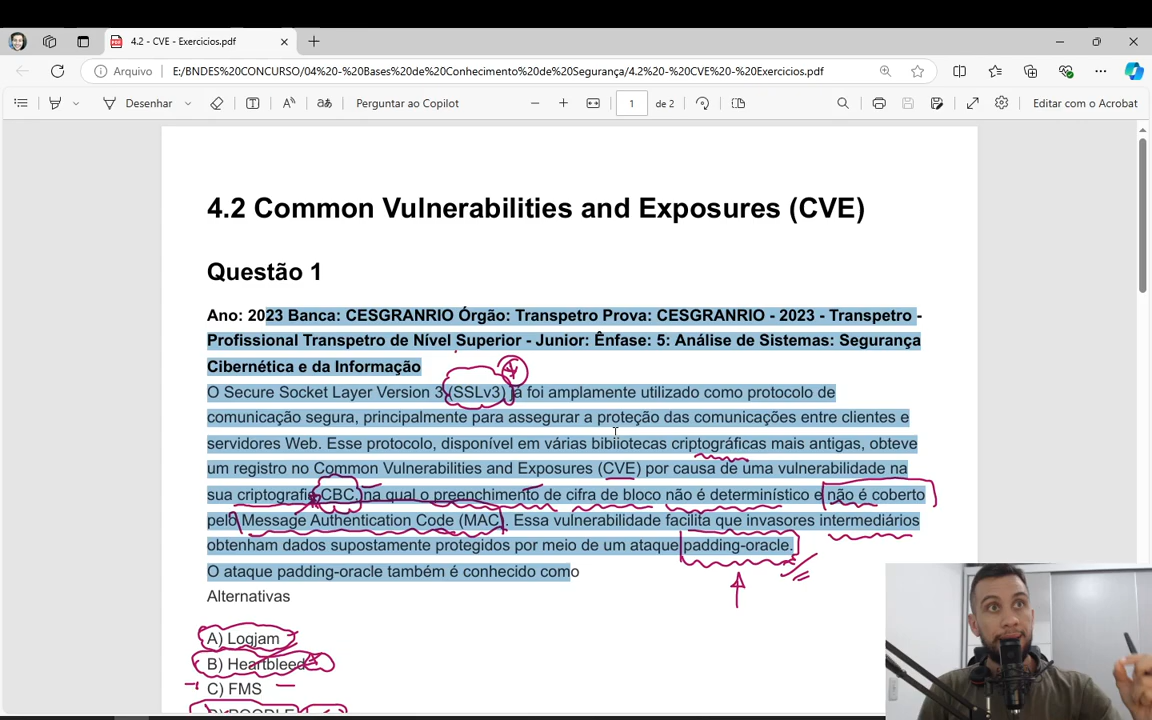 4.2 - CVE - Exercicios.pdf
Arquivo
E:/BNDES%20CONCURSO/04%20-%20Bases%20de%20Conhecimento%20de%20Segurança/4.2%20-%20CVE%20-%20Exercicios.pdf
Desenhar
Perguntar ao Copilot
1
de 2
Editar com o Acrobat
4.2 Common Vulnerabilities and Exposures (CVE)
Questão 1
Ano: 2023 Banca: CESGRANRIO Órgão: Transpetro Prova: CESGRANRIO - 2023 - Transpetro -
Profissional Transpetro de Nível Superior - Junior: Ênfase: 5: Análise de Sistemas: Segurança
Cibernética e da Informação
O Secure Socket Layer Version 3 (SSLv3) já foi amplamente utilizado como protocolo de
comunicação segura, principalmente para assegurar a proteção das comunicações entre clientes e
servidores Web. Esse protocolo, disponível em várias bibliotecas criptográficas mais antigas, obteve
um registro no Common Vulnerabilities and Exposures (CVE) por causa de uma vulnerabilidade na
sua criptografia CBC, na qual o preenchimento de cifra de bloco não é determinístico e não é coberto
pelo Message Authentication Code (MAC). Essa vulnerabilidade facilita que invasores intermediários
obtenham dados supostamente protegidos por meio de um ataque padding-oracle.
O ataque padding-oracle também é conhecido como
Alternativas
A) Logjam
B) Heartbleed
C) FMS
D) POODLE